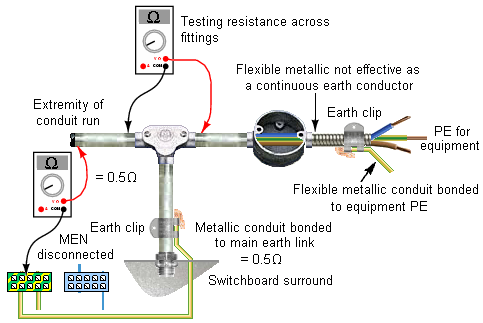 Ω
V Ω
A COM
Testing resistance across
fittings
Flexible metallic not effective as
a continuous earth conductor
Earth clip
Extremity of
conduit run
PE for
equipment
Ω
V Ω
A COM
= 0.5Ω
Flexible metallic conduit bonded
to equipment PE
Earth clip
Metallic conduit bonded
to main earth link
= 0.5Ω
MEN
disconnected
Switchboard surround